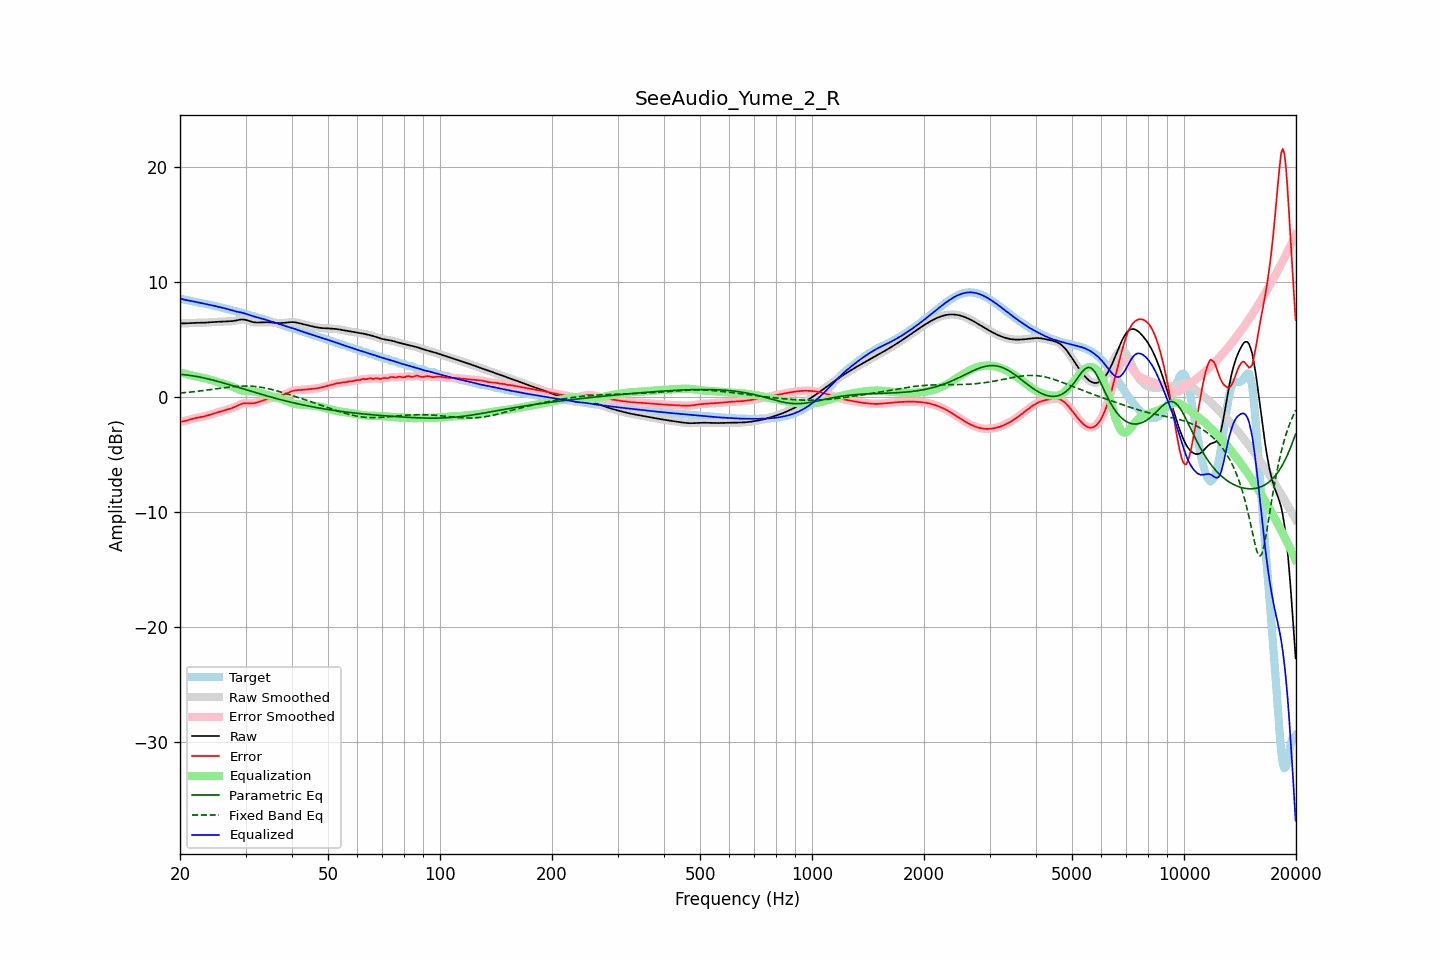 SeeAudio_Yume_2_R
Amplitude (dBr)
20
10
0
−10
−20
−30
Target
Raw Smoothed
Error Smoothed
Raw
Error
Equalization
Parametric Eq
Fixed Band Eq
Equalized
20 50 100 200 500 1000 2000 5000 10000 20000
Frequency (Hz)